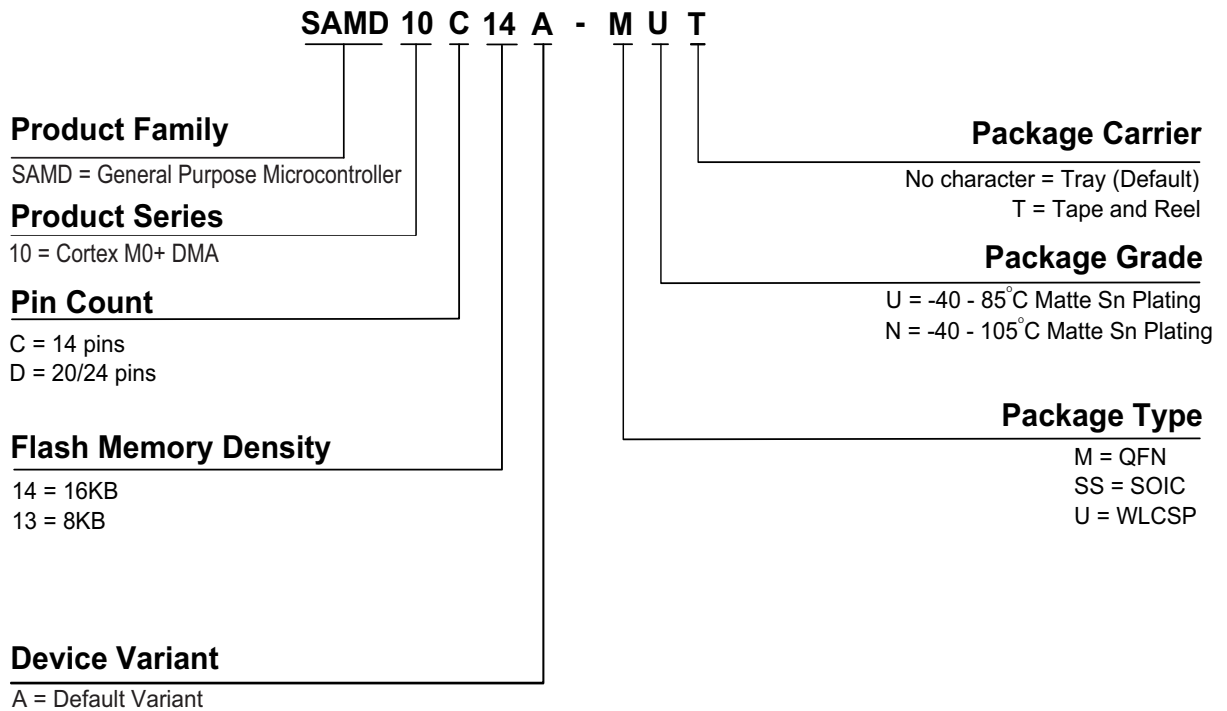 SAMD 10 C 14 A - M U T
Product Family
SAMD = General Purpose Microcontroller
Product Series
10 = Cortex M0+ DMA
Pin Count
C = 14 pins
D = 20/24 pins
Flash Memory Density
14 = 16KB
13 = 8KB
Device Variant
A = Default Variant
Package Carrier
No character = Tray (Default)
T = Tape and Reel
Package Grade
U = -40 - 85°C Matte Sn Plating
N = -40 - 105°C Matte Sn Plating
Package Type
M = QFN
SS = SOIC
U = WLCSP